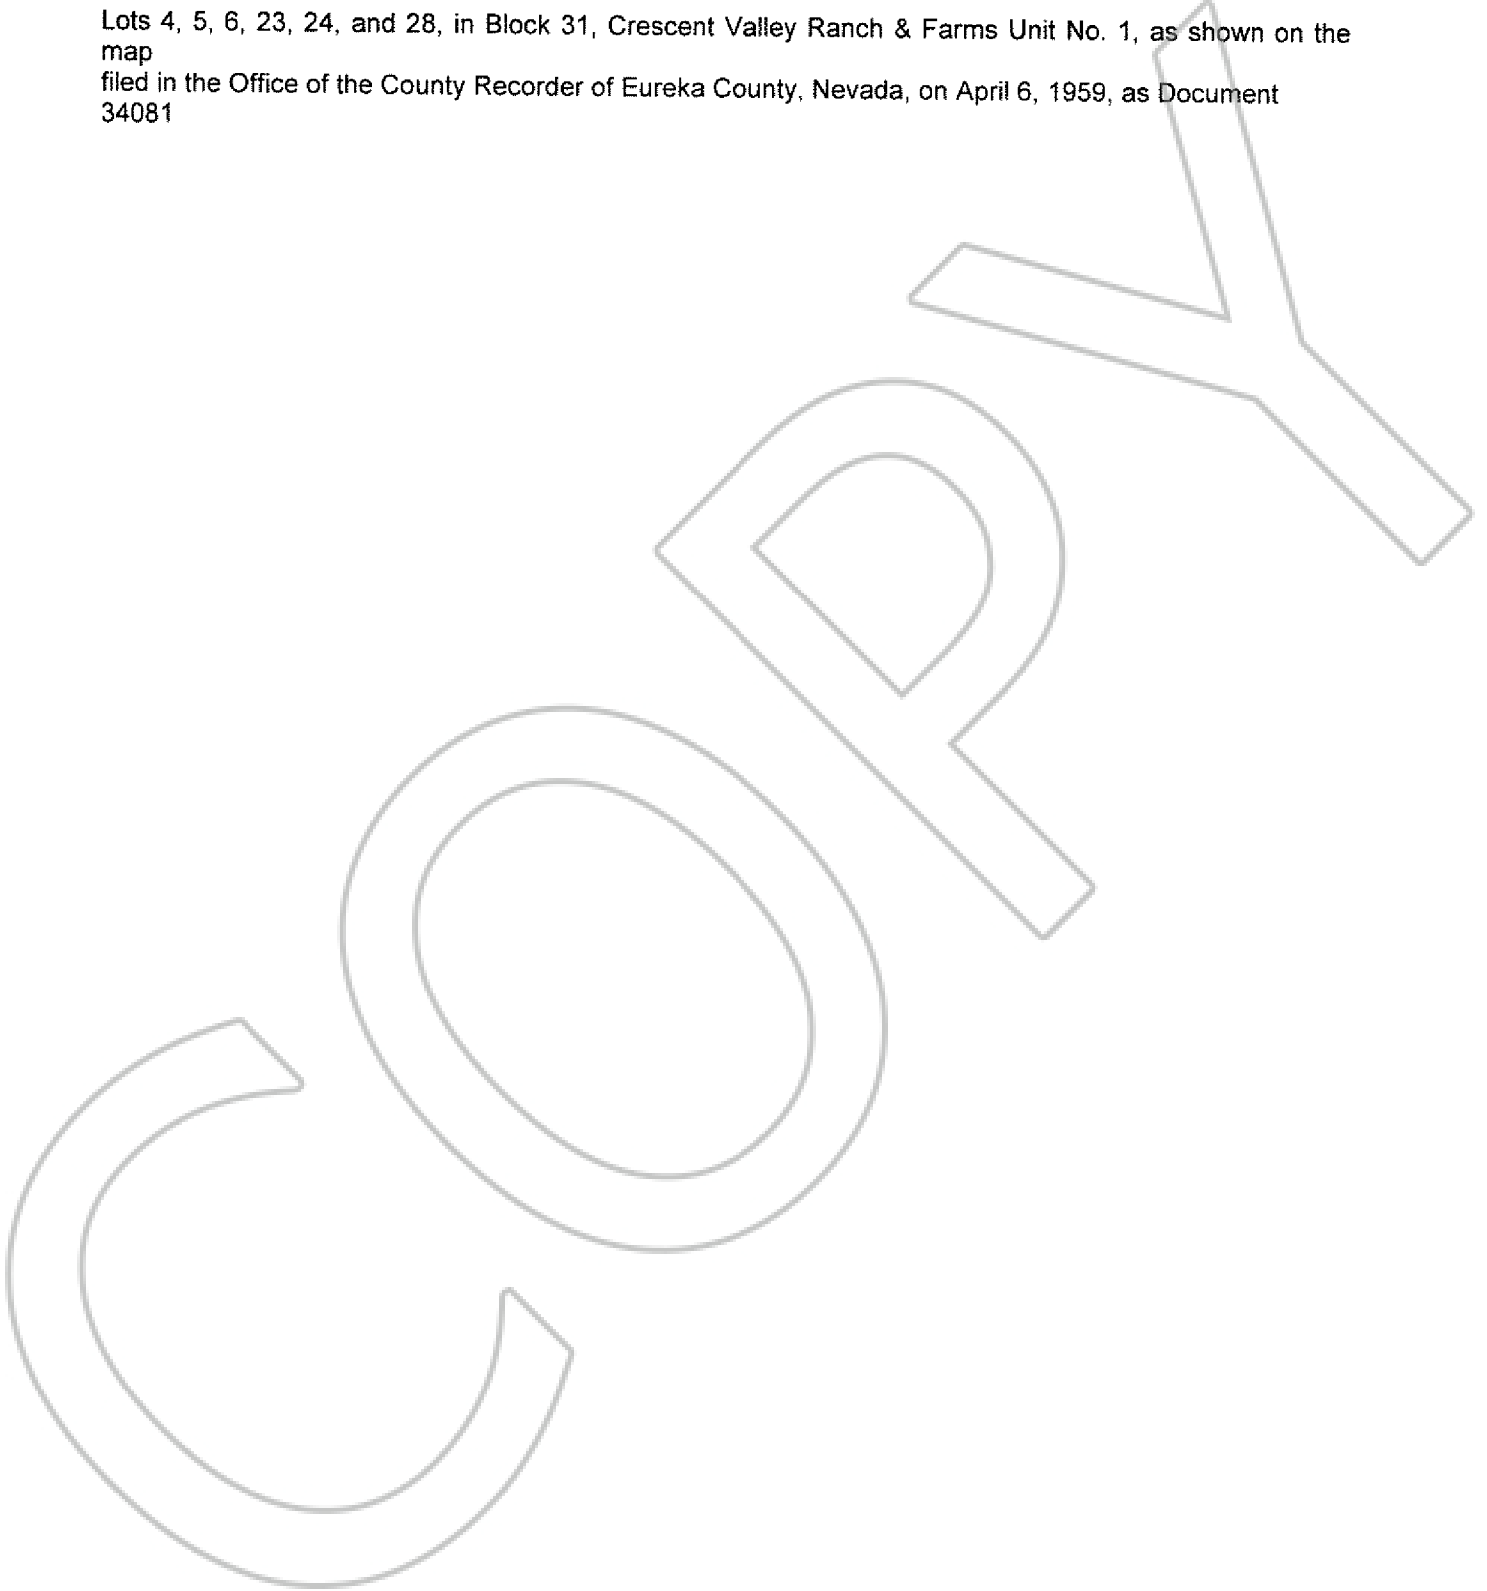 Lots 4, 5, 6, 23, 24, and 28, in Block 31, Crescent Valley Ranch & Farms Unit No. 1, as shown on the
map
filed in the Office of the County Recorder of Eureka County, Nevada, on April 6, 1959, as Document
34081
COPY